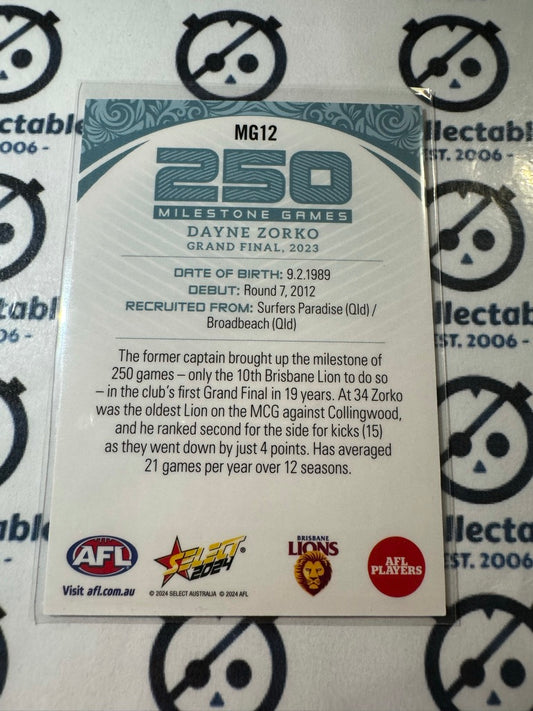 MG12
250
MILESTONE GAMES
DAYNE ZORKO
GRAND FINAL, 2023
DATE OF BIRTH: 9.2.1989
DEBUT: Round 7, 2012
RECRUITED FROM: Surfers Paradise (Qld) /
Broadbeach (Qld)
The former captain brought up the milestone of
250 games – only the 10th Brisbane Lion to do so
– in the club's first Grand Final in 19 years. At 34 Zorko
was the oldest Lion on the MCG against Collingwood,
and he ranked second for the side for kicks (15)
as they went down by just 4 points. Has averaged
21 games per year over 12 seasons.
AFL
Visit afl.com.au
SELECT
2024
© 2024 SELECT AUSTRALIA © 2024 AFL
BRISBANE
LIONS
AFL
PLAYERS
llectable
EST. 2006 -
llectab
ST. 2006 -
llecta
EST. 2006 -